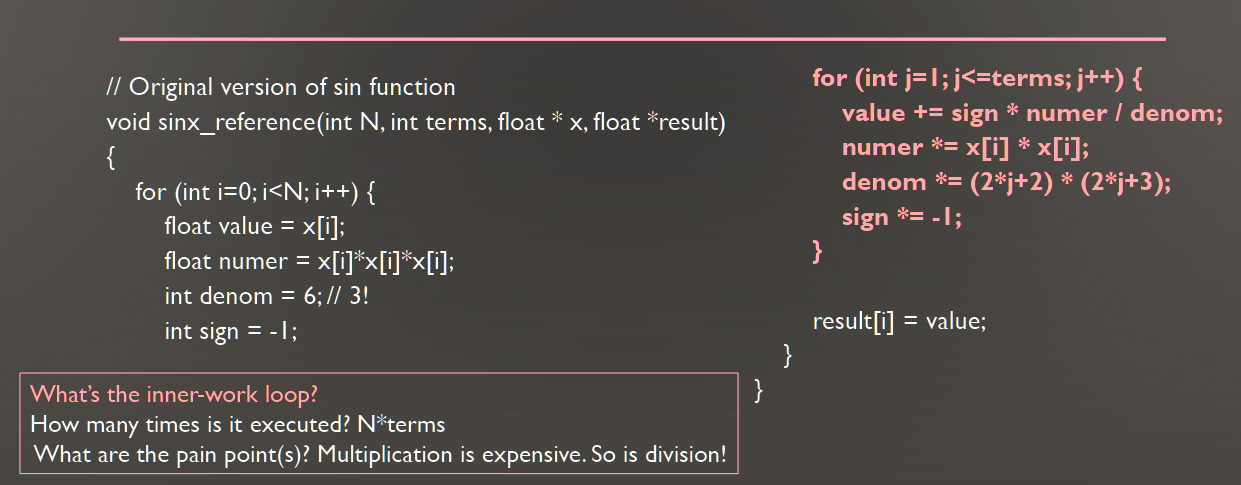 // Original version of sin function
void sinx_reference(int N, int terms, float * x, float *result)
{
for (int i=0; i<N; i++) {
float value = x[i];
float numer = x[i]*x[i]*x[i];
int denom = 6; // 3!
int sign = -1;
for (int j=1; j<=terms; j++) {
value += sign * numer / denom;
numer *= x[i] * x[i];
denom *= (2*j+2) * (2*j+3);
sign *= -1;
}
result[i] = value;
}
}
What's the inner-work loop?
How many times is it executed? N*terms
What are the pain point(s)? Multiplication is expensive. So is division!